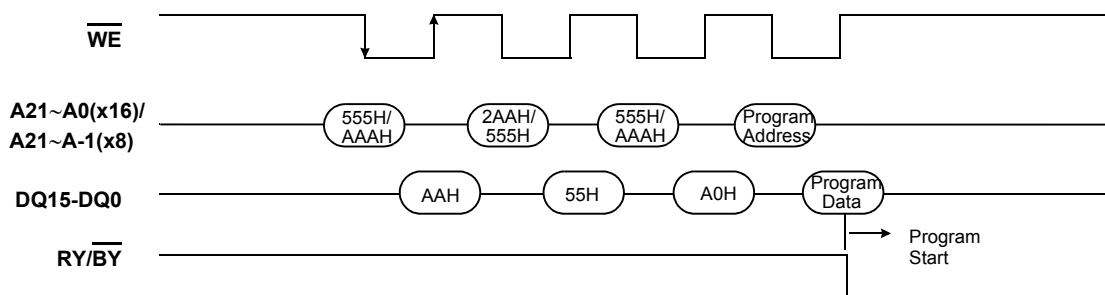 WE
A21~A0(x16)/
A21~A-1(x8)
555H/
AAAH
2AAH/
555H
555H/
AAAH
Program
Address
DQ15-DQ0
AAH
55H
A0H
Program
Data
RY/BY
Program
Start